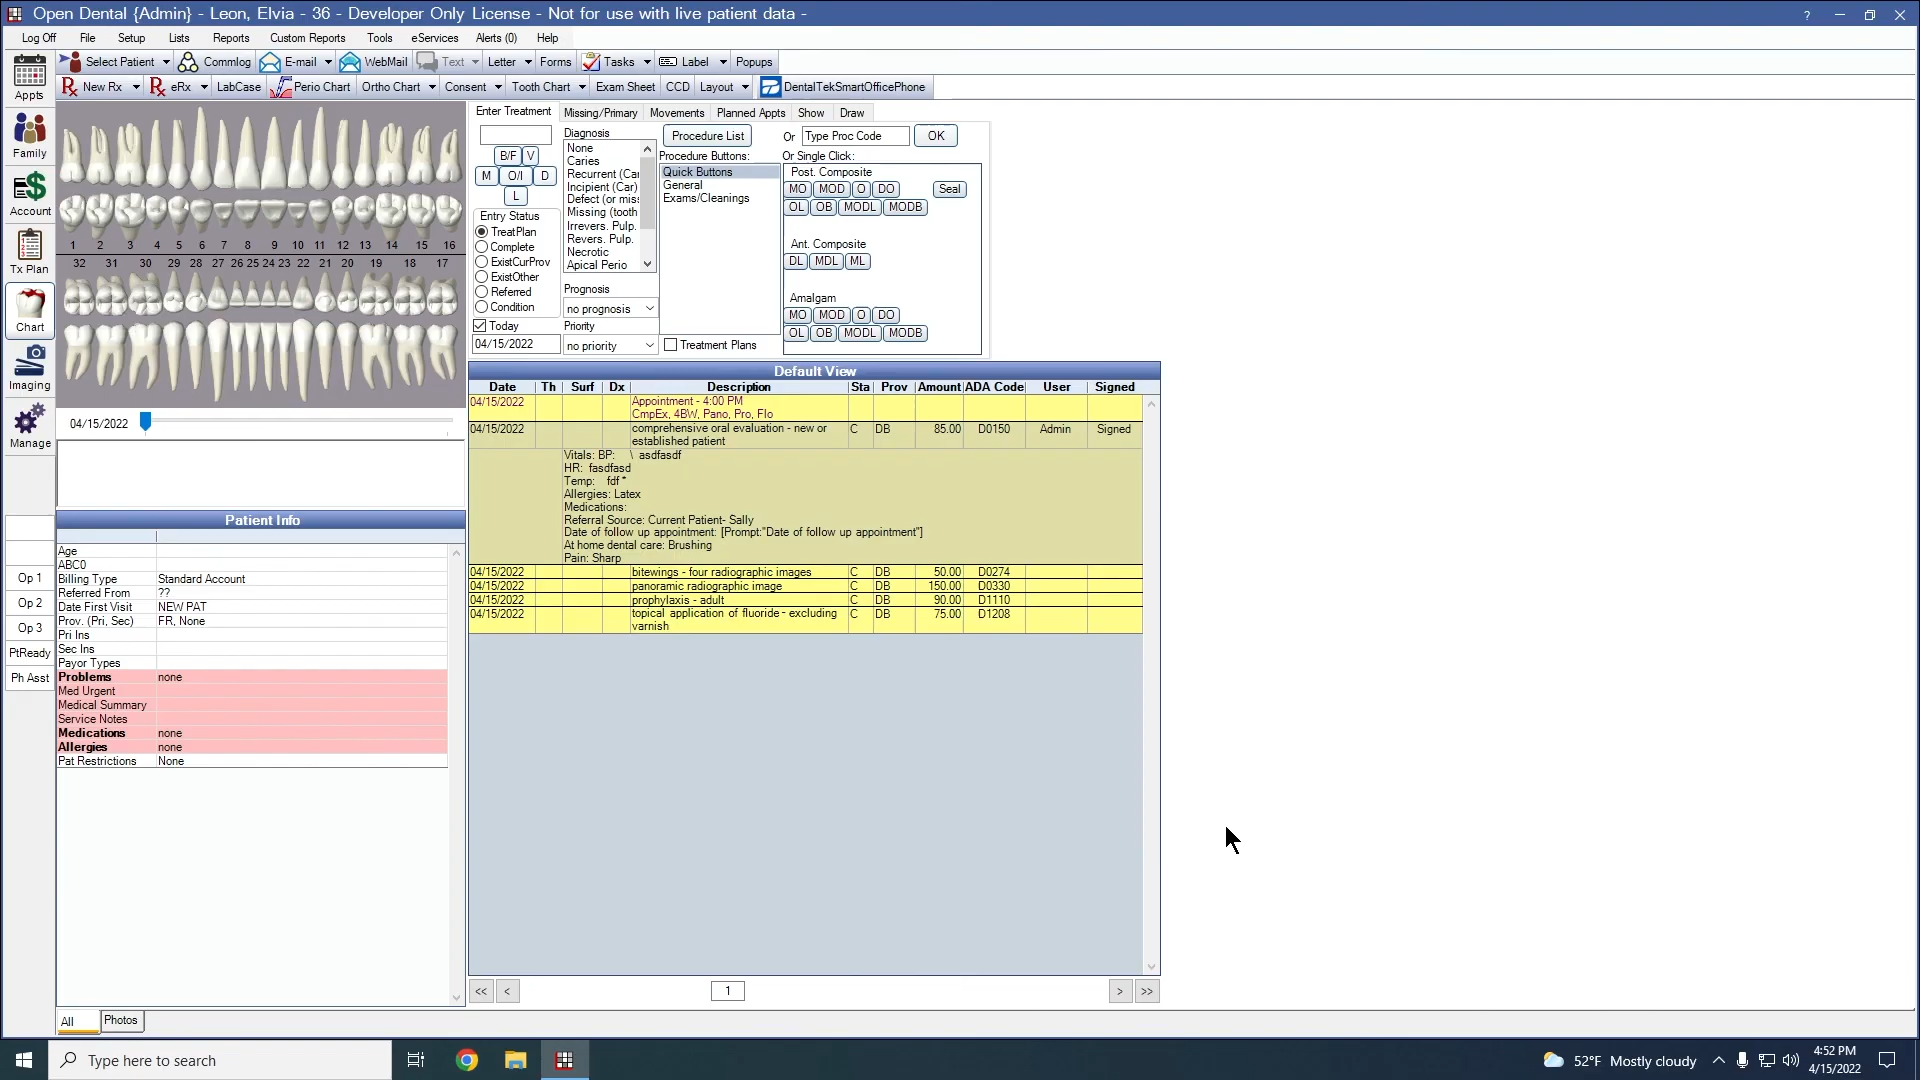 Open Dental {Admin} - Leon, Elvia - 36 - Developer Only License - Not for use with live patient data -
Log Off File Setup Lists Reports Custom Reports Tools eServices Alerts (0) Help
Select Patient Commlog E-mail WebMail Text Letter Forms Tasks Label Popups
New Rx eRx LabCase Perio Chart Ortho Chart Consent Tooth Chart Exam Sheet CCD Layout DentalTekSmartOfficePhone
Appts
Family
Account
Tx Plan
Chart
Imaging
Manage
Op 1
Op 2
Op 3
PtReady
Ph Asst
1 2 3 4 5 6 7 8 9 10 11 12 13 14 15 16
32 31 30 29 28 27 26 25 24 23 22 21 20 19 18 17
04/15/2022
Patient Info
Age
ABC0
Billing Type Standard Account
Referred From ??
Date First Visit NEW PAT
Prov. (Pri, Sec) FR, None
Pri Ins
Sec Ins
Payor Types
Problems none
Med Urgent
Medical Summary
Service Notes
Medications none
Allergies none
Pat Restrictions None
All Photos
Enter Treatment Missing/Primary Movements Planned Appts Show Draw
B/F V
M O/I D
L
Entry Status
TreatPlan
Complete
ExistCurProv
ExistOther
Referred
Condition
Today
04/15/2022
Diagnosis
None
Caries
Recurrent (Car
Incipient (Car)
Defect (or miss
Missing (tooth
Irrevers. Pulp.
Revers. Pulp.
Necrotic
Apical Perio
Prognosis
no prognosis
Priority
no priority
Procedure List
Procedure Buttons:
Quick Buttons
General
Exams/Cleanings
Treatment Plans
Or Type Proc Code OK
Or Single Click:
Post. Composite
MO MOD O DO Seal
OL OB MODL MODB
Ant. Composite
DL MDL ML
Amalgam
MO MOD O DO
OL OB MODL MODB
Default View
Date Th Surf Dx Description Sta Prov Amount ADA Code User Signed
04/15/2022 Appointment - 4:00 PM
CmpEx, 4BW, Pano, Pro, Flo
04/15/2022 comprehensive oral evaluation - new or C DB 85.00 D0150 Admin Signed
established patient
Vitals: BP: \ asdfasdf
HR: fasdfasd
Temp: fdf *
Allergies: Latex
Medications:
Referral Source: Current Patient- Sally
Date of follow up appointment: [Prompt:"Date of follow up appointment"]
At home dental care: Brushing
Pain: Sharp
04/15/2022 bitewings - four radiographic images C DB 50.00 D0274
04/15/2022 panoramic radiographic image C DB 150.00 D0330
04/15/2022 prophylaxis - adult C DB 90.00 D1110
04/15/2022 topical application of fluoride - excluding C DB 75.00 D1208
varnish
<< < 1 > >>
Type here to search
52°F Mostly cloudy
4:52 PM
4/15/2022